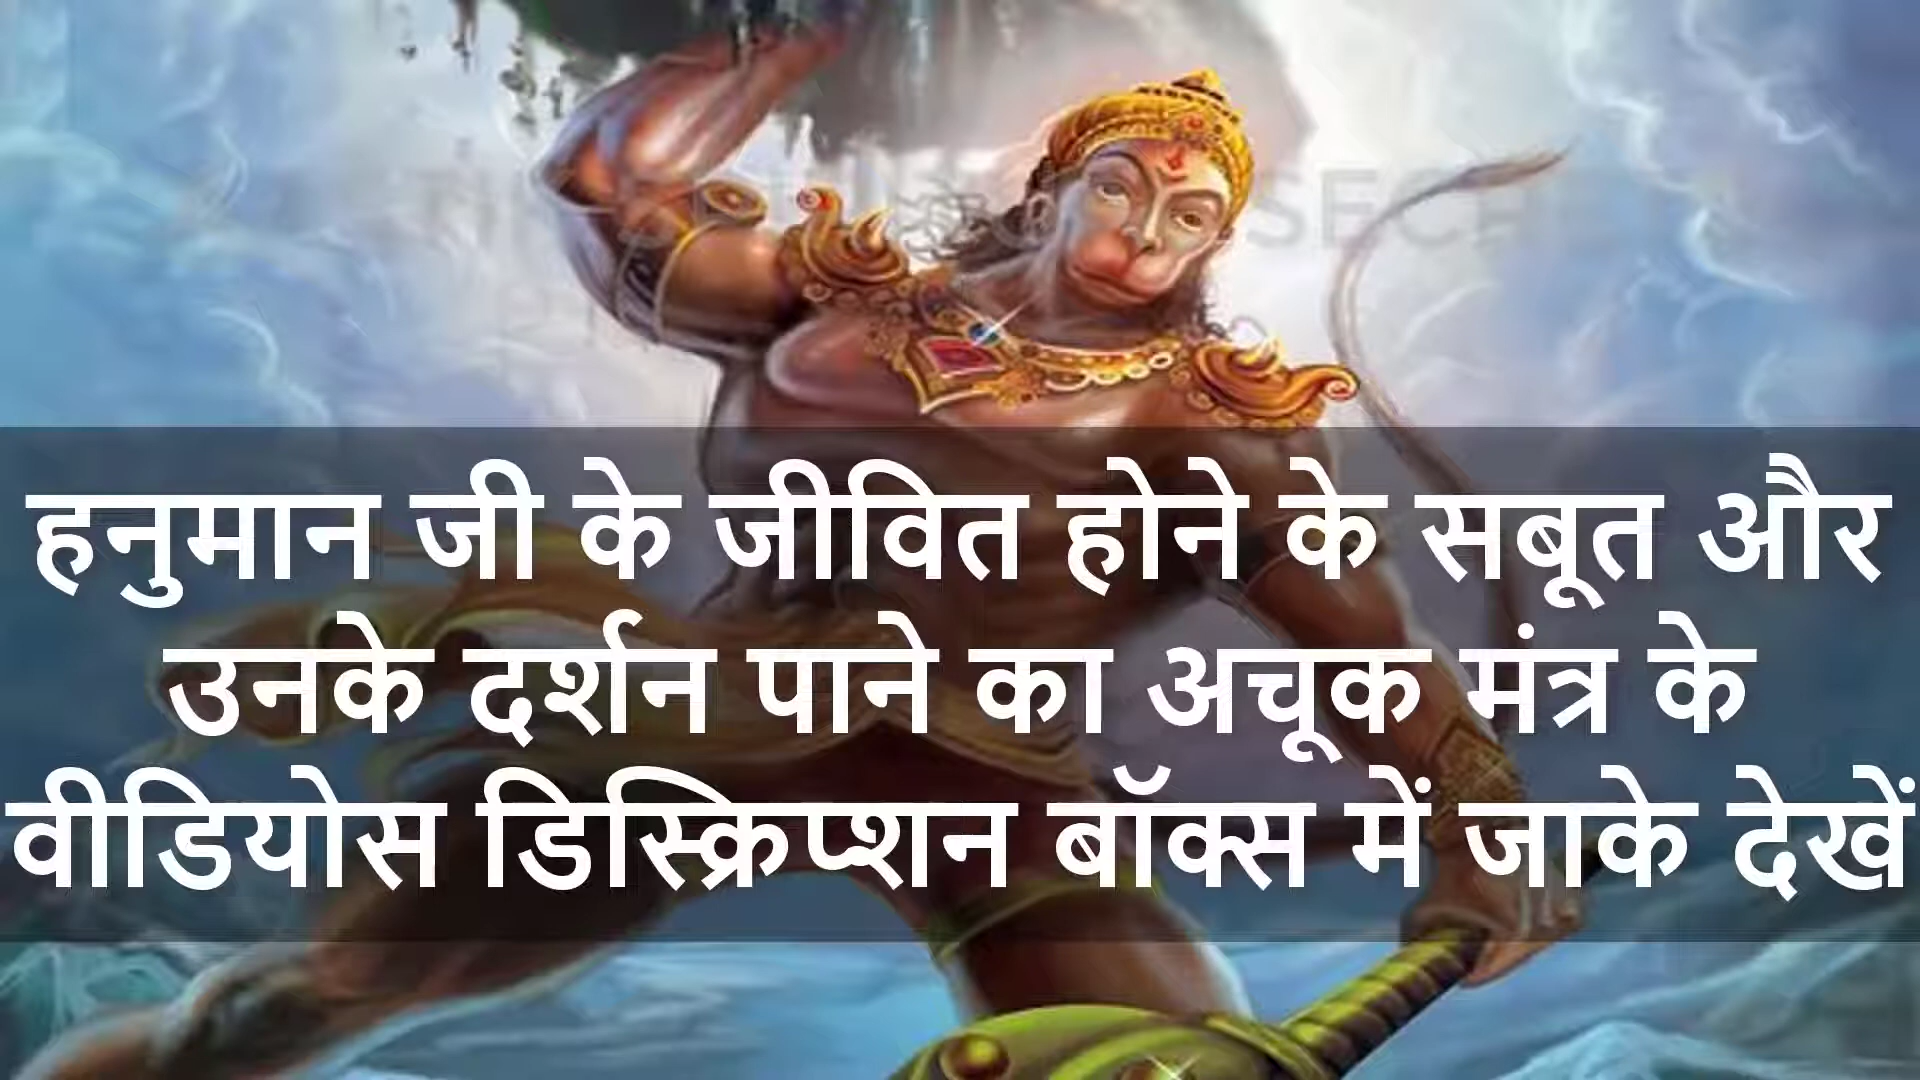 हनुमान जी के जीवित होने के सबूत और
उनके दर्शन पाने का अचूक मंत्र के
वीडियोस डिस्क्रिप्शन बॉक्स में जाके देखें